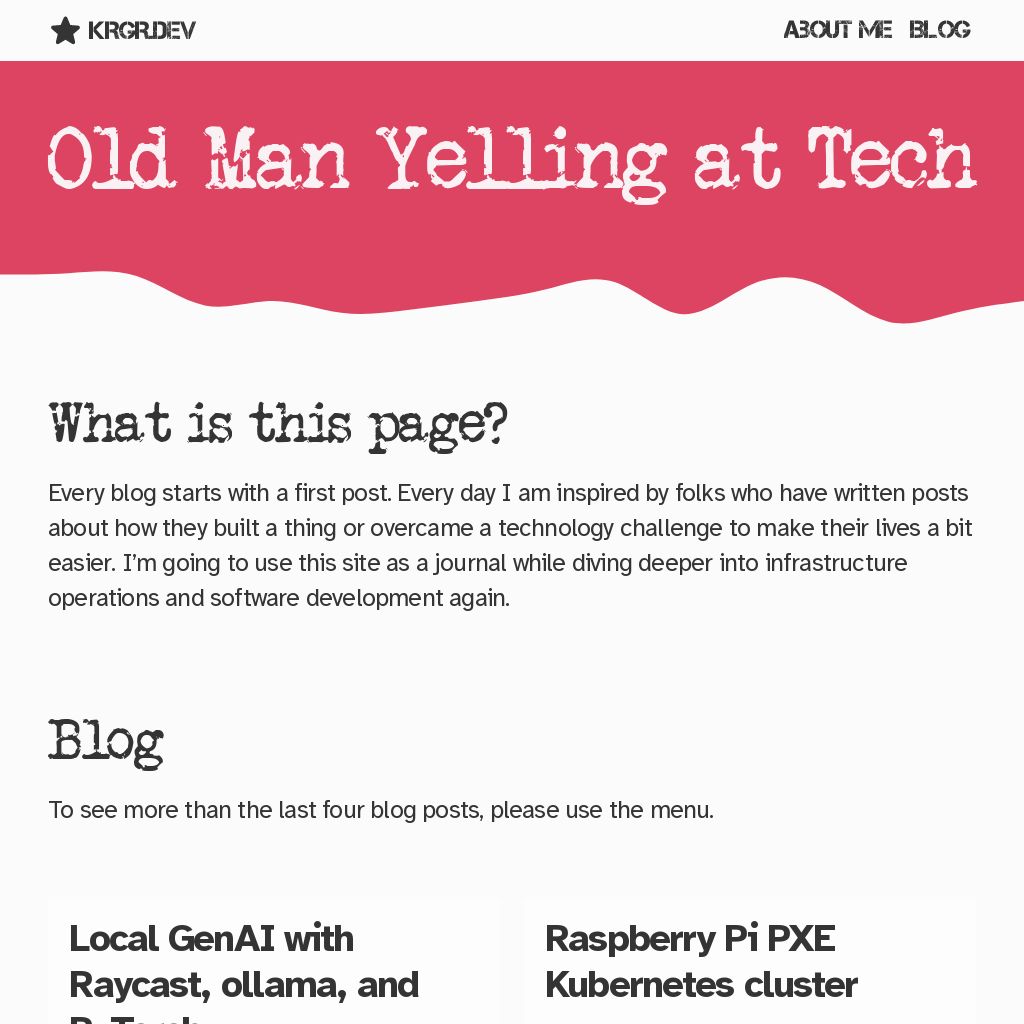 KRGR.DEV
ABOUT ME BLOG
Old Man Yelling at Tech
What is this page?
Every blog starts with a first post. Every day I am inspired by folks who have written posts
about how they built a thing or overcame a technology challenge to make their lives a bit
easier. I’m going to use this site as a journal while diving deeper into infrastructure
operations and software development again.
Blog
To see more than the last four blog posts, please use the menu.
Local GenAI with
Raycast, ollama, and
Raspberry Pi PXE
Kubernetes cluster